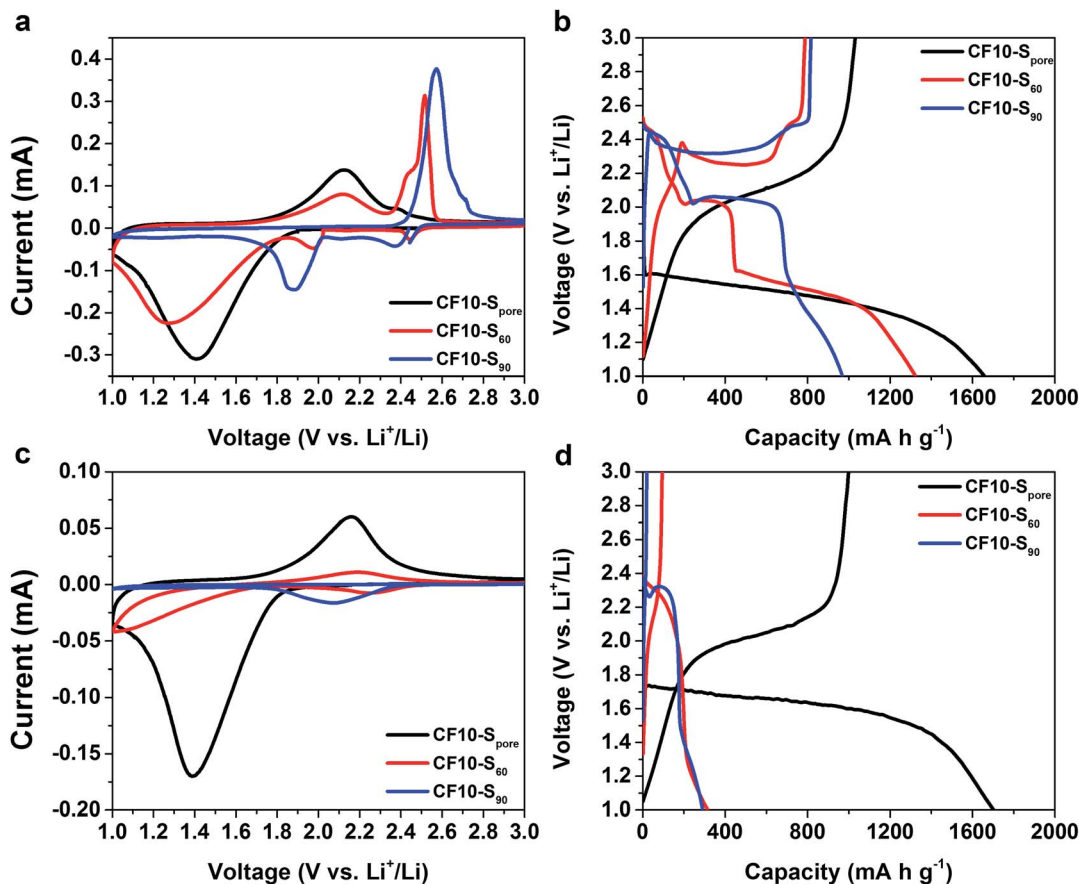 a
0.4
0.3
0.2
0.1
0.0
-0.1
-0.2
-0.3
Current (mA)
CF10-Spore
CF10-S60
CF10-S90
1.0 1.2 1.4 1.6 1.8 2.0 2.2 2.4 2.6 2.8 3.0
Voltage (V vs. Li+/Li)
b
3.0
2.8
2.6
2.4
2.2
2.0
1.8
1.6
1.4
1.2
1.0
Voltage (V vs. Li+/Li)
CF10-Spore
CF10-S60
CF10-S90
0 400 800 1200 1600 2000
Capacity (mA h g-1)
c
0.10
0.05
0.00
-0.05
-0.10
-0.15
-0.20
Current (mA)
CF10-Spore
CF10-S60
CF10-S90
1.0 1.2 1.4 1.6 1.8 2.0 2.2 2.4 2.6 2.8 3.0
Voltage (V vs. Li+/Li)
d
3.0
2.8
2.6
2.4
2.2
2.0
1.8
1.6
1.4
1.2
1.0
Voltage (V vs. Li+/Li)
CF10-Spore
CF10-S60
CF10-S90
0 400 800 1200 1600 2000
Capacity (mA h g-1)